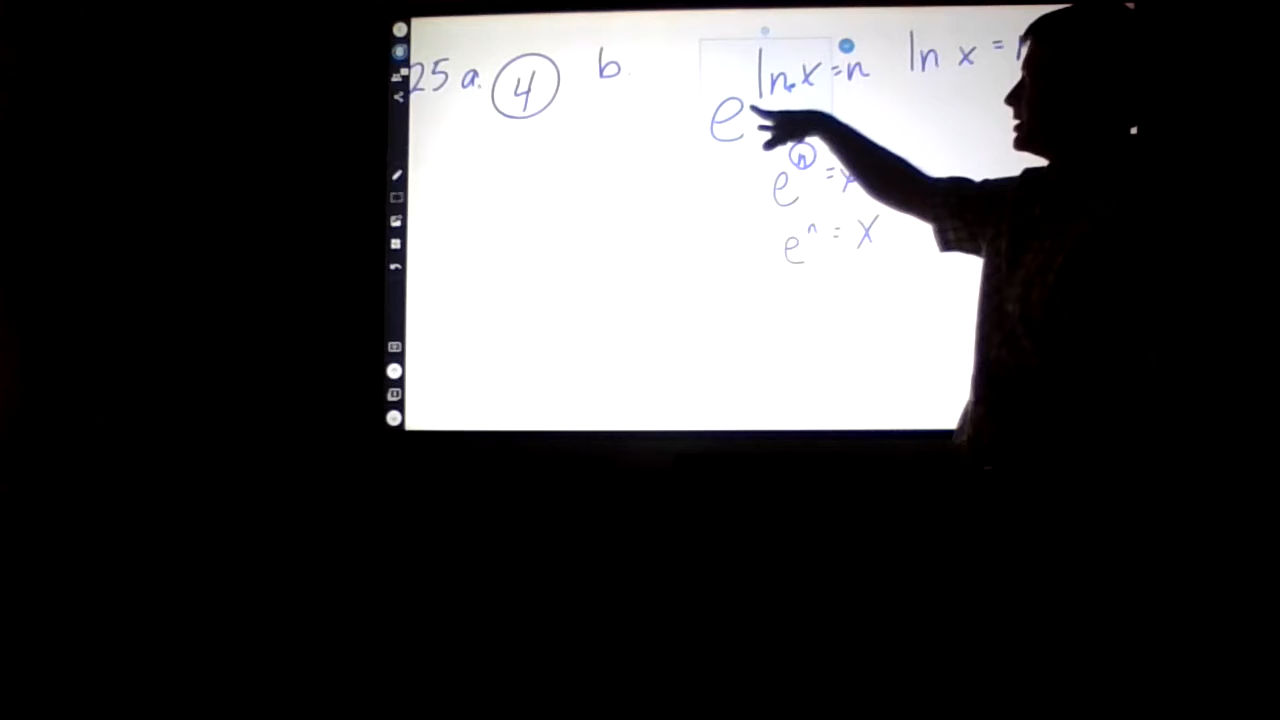 25 a. 4 b. e^ln x = n ln x =
e^n = x
e^n = x